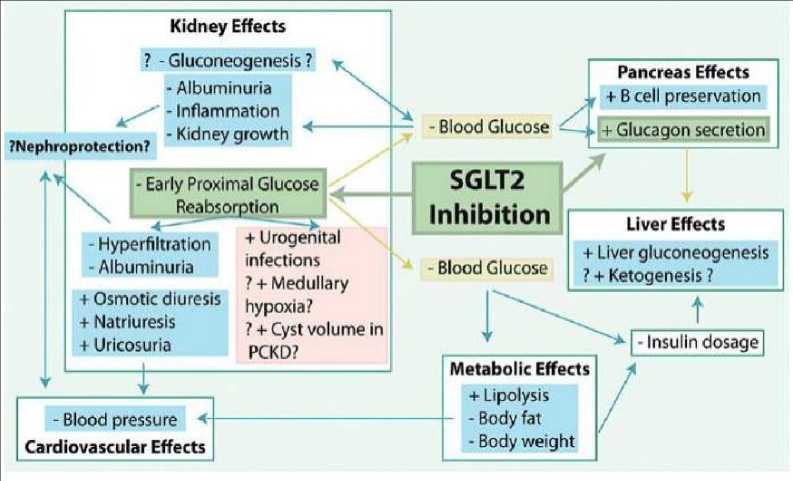 Kidney Effects
? - Gluconeogenesis ?
- Albuminuria
- Inflammation
- Kidney growth
?Nephroprotection?
- Early Proximal Glucose
Reabsorption
- Hyperfiltration
- Albuminuria
+ Osmotic diuresis
+ Natriuresis
+ Uricosuria
+ Urogenital
infections
? + Medullary
hypoxia?
? + Cyst volume in
PCKD?
- Blood pressure
Cardiovascular Effects
- Blood Glucose
SGLT2
Inhibition
- Blood Glucose
Metabolic Effects
+ Lipolysis
- Body fat
- Body weight
Pancreas Effects
+ B cell preservation
+ Glucagon secretion
Liver Effects
+ Liver gluconeogenesis
? + Ketogenesis ?
- Insulin dosage